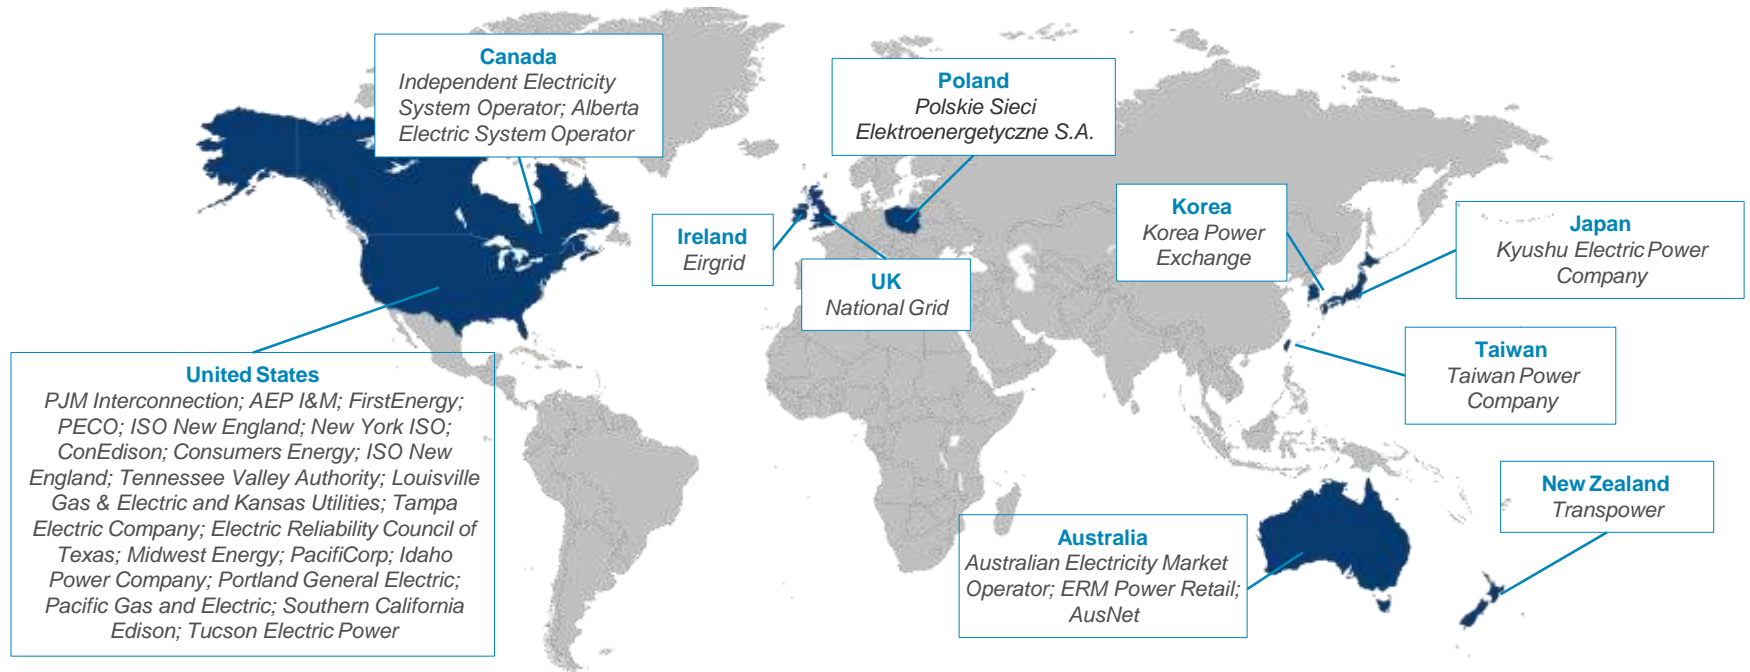 Canada
Independent Electricity
System Operator; Alberta
Electric System Operator
Poland
Polskie Sieci
Elektroenergetyczne S.A.
Ireland
Eirgrid
UK
National Grid
Korea
Korea Power
Exchange
Japan
Kyushu Electric Power
Company
Taiwan
Taiwan Power
Company
United States
PJM Interconnection; AEP I&M; FirstEnergy;
PECO; ISO New England; New York ISO;
ConEdison; Consumers Energy; ISO New
England; Tennessee Valley Authority; Louisville
Gas & Electric and Kansas Utilities; Tampa
Electric Company; Electric Reliability Council of
Texas; Midwest Energy; PacifiCorp; Idaho
Power Company; Portland General Electric;
Pacific Gas and Electric; Southern California
Edison; Tucson Electric Power
Australia
Australian Electricity Market
Operator; ERM Power Retail;
AusNet
New Zealand
Transpower